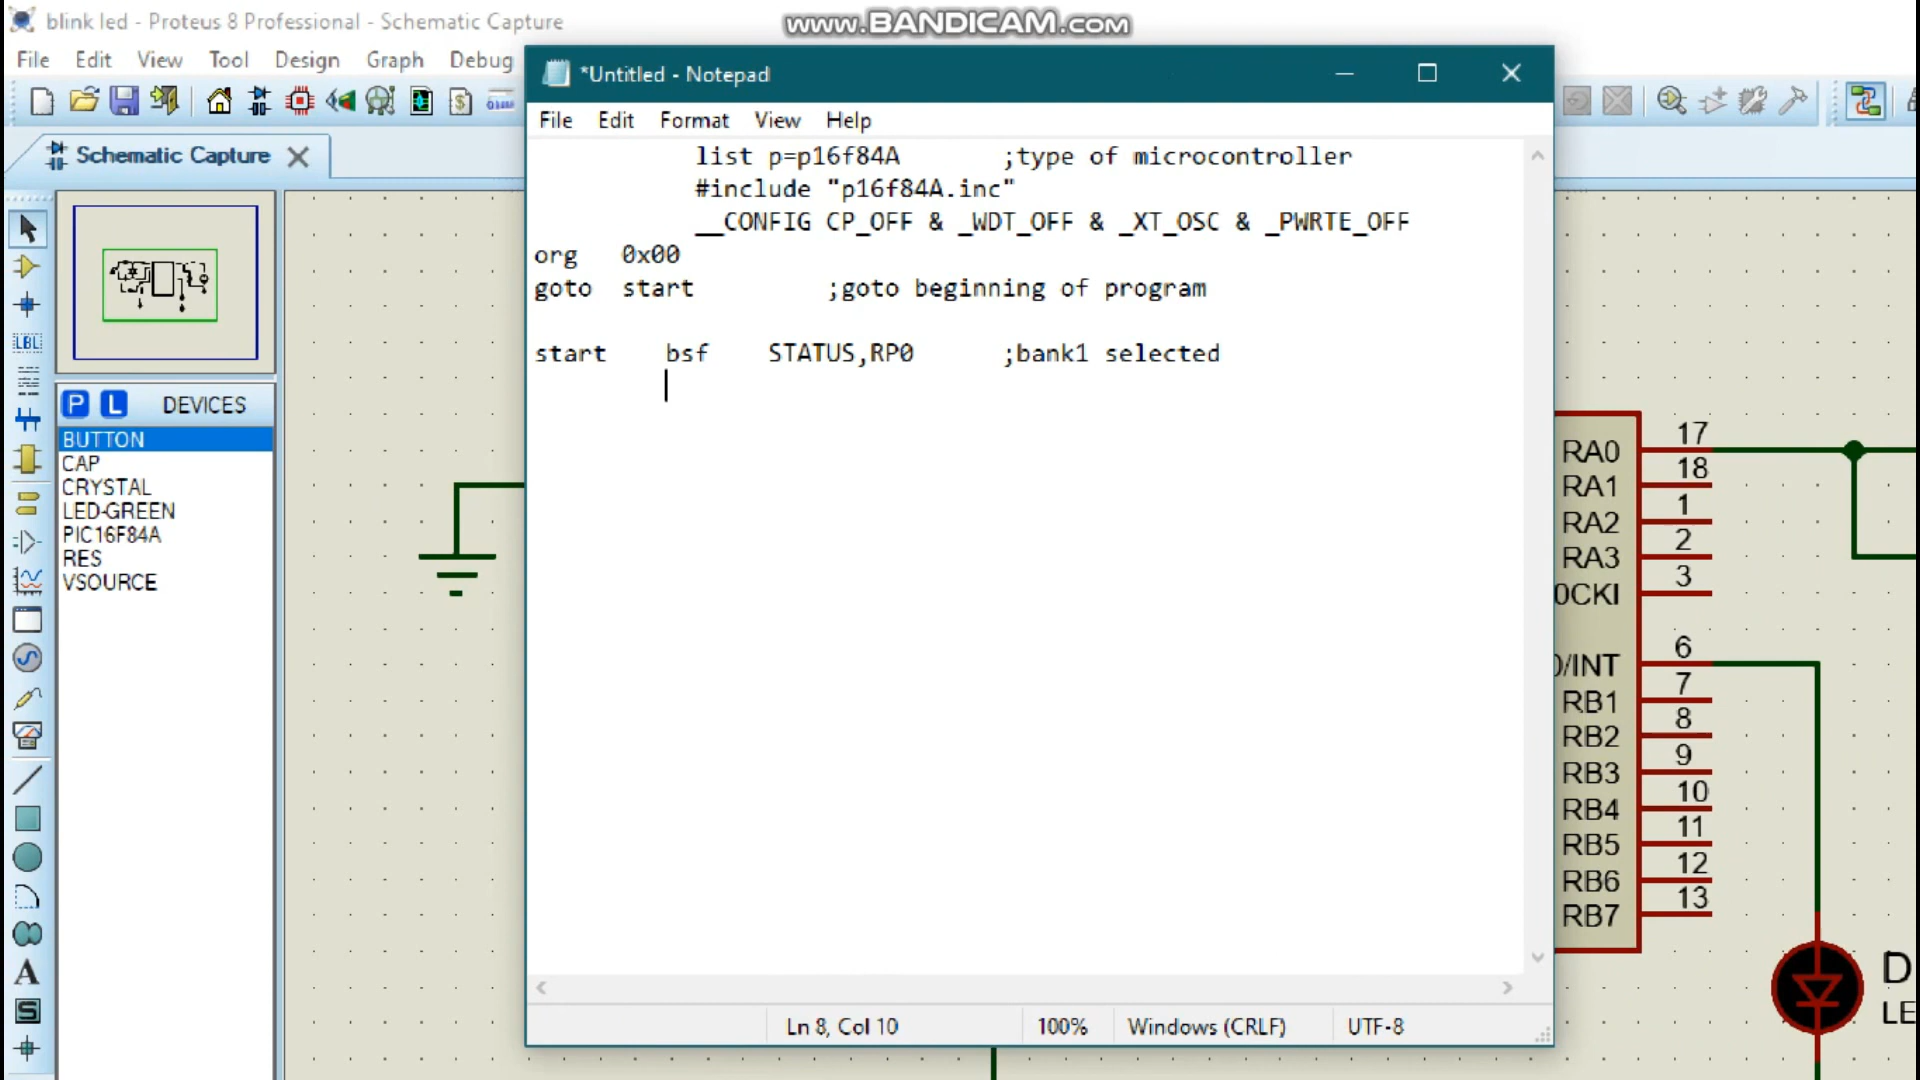 blink led - Proteus 8 Professional - Schematic Capture
www.BANDICAM.com
File Edit View Tool Design Graph Debug
Schematic Capture
LBL
P L DEVICES
BUTTON
CAP
CRYSTAL
LED-GREEN
PIC16F84A
RES
VSOURCE
A
S
*Untitled - Notepad
File Edit Format View Help
list p=p16f84A ;type of microcontroller
#include "p16f84A.inc"
__CONFIG CP_OFF & _WDT_OFF & _XT_OSC & _PWRTE_OFF
org 0x00
goto start ;goto beginning of program
start bsf STATUS,RP0 ;bank1 selected
Ln 8, Col 10 100% Windows (CRLF) UTF-8
RA0 17
RA1 18
RA2 1
RA3 2
0CKI 3
0/INT 6
RB1 7
RB2 8
RB3 9
RB4 10
RB5 11
RB6 12
RB7 13
D
LE